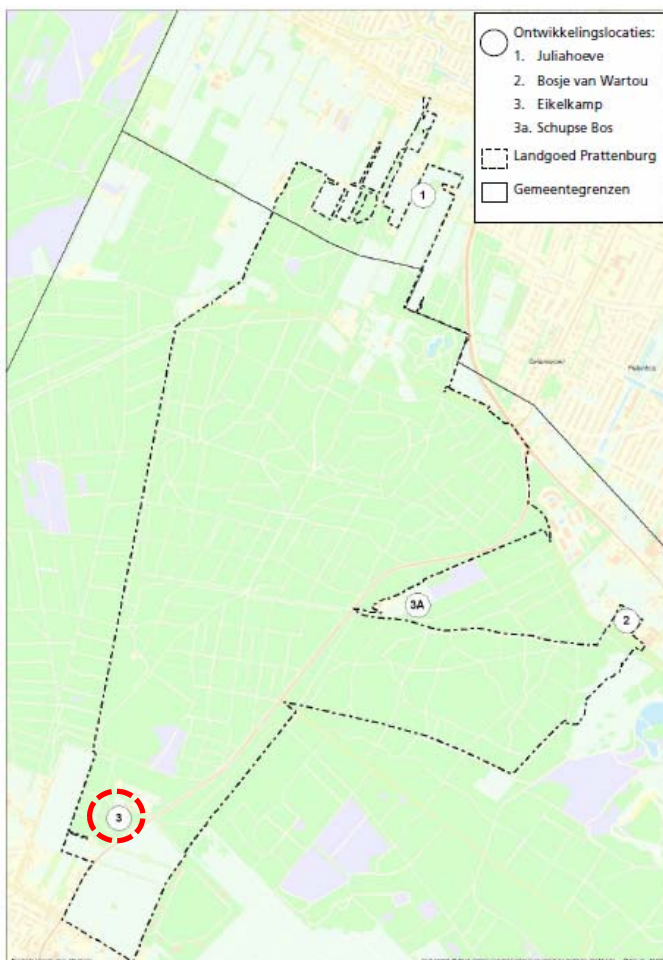 Ontwikkelingslocaties:
1. Juliahoeve
2. Bosje van Wartou
3. Eikelkamp
3a. Schupse Bos
Landgoed Prattenburg
Gemeentegrenzen
1
3A
2
3